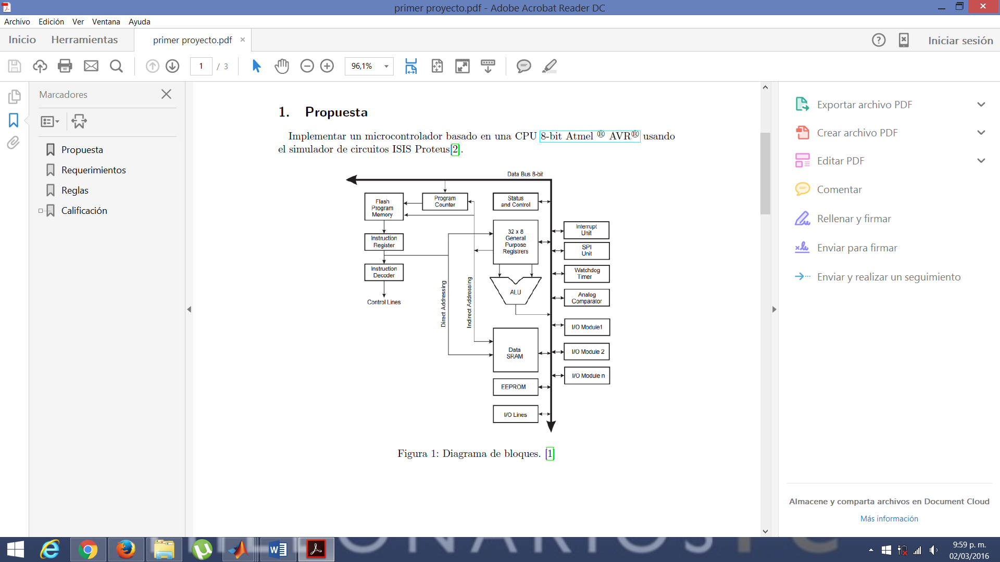 primer proyecto.pdf - Adobe Acrobat Reader DC
Archivo Edición Ver Ventana Ayuda
Inicio Herramientas primer proyecto.pdf × Iniciar sesión
1 / 3 96,1%
Marcadores
Propuesta
Requerimientos
Reglas
Calificación
1. Propuesta
Implementar un microcontrolador basado en una CPU 8-bit Atmel ® AVR® usando
el simulador de circuitos ISIS Proteus[2].
Data Bus 8-bit
Flash
Program
Memory
Program
Counter
Status
and Control
Instruction
Register
32 x 8
General
Purpose
Registrers
Interrupt
Unit
SPI
Unit
Instruction
Decoder
Watchdog
Timer
Control Lines
Direct Addressing
Indirect Addressing
ALU
Analog
Comparator
I/O Module1
Data
SRAM
I/O Module 2
I/O Module n
EEPROM
I/O Lines
Figura 1: Diagrama de bloques. [1]
Exportar archivo PDF
Crear archivo PDF
Editar PDF
Comentar
Rellenar y firmar
Enviar para firmar
Enviar y realizar un seguimiento
Almacene y comparta archivos en Document Cloud
Más información
9:59 p. m.
02/03/2016